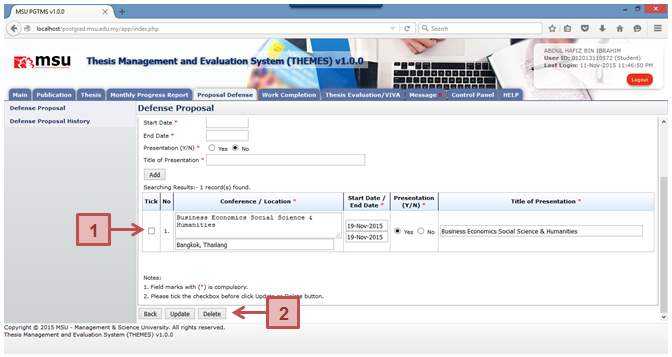 MSU PGTMS v1.0.0
localhost/postgrad.msu.edu.my/app/index.php
Search
msu
Thesis Management and Evaluation System (THEMES) v1.0.0
ABDUL HAFIZ BIN IBRAHIM
User ID: 012013110572 (Student)
Last Login: 11-Nov-2015 11:46:50 PM
Logout
Main Publication Thesis Monthly Progress Report Proposal Defense Work Completion Thesis Evaluation/VIVA Message Control Panel HELP
Defense Proposal
Defense Proposal History
Defense Proposal
Start Date *
End Date *
Presentation (Y/N) * Yes No
Title of Presentation *
Add
Searching Results:- 1 record(s) found.
Tick No Conference / Location * Start Date / End Date * Presentation (Y/N) * Title of Presentation *
1. Business Economics Social Science & Humanities
Bangkok, Thailang
19-Nov-2015
19-Nov-2015
Yes No
Business Economics Social Science & Humanities
1
Notes:
1. Field marks with (*) is compulsory.
2. Please tick the checkbox before click Update or Delete button.
Back Update Delete
2
Copyright © 2015 MSU - Management & Science University. All rights reserved.
Thesis Management and Evaluation System (THEMES) v1.0.0